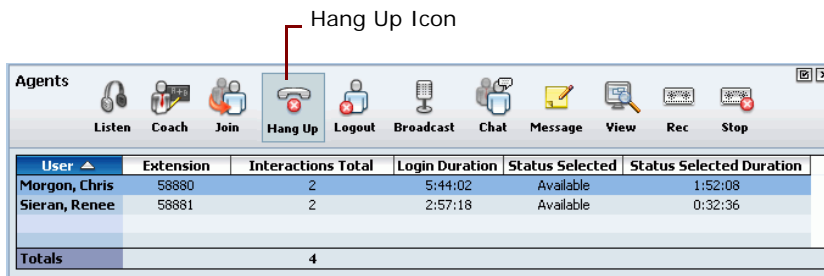 Hang Up Icon
Agents
Listen Coach Join Hang Up Logout Broadcast Chat Message View Rec Stop
User Extension Interactions Total Login Duration Status Selected Status Selected Duration
Morgon, Chris 58880 2 5:44:02 Available 1:52:08
Sieran, Renee 58881 2 2:57:18 Available 0:32:36
Totals 4